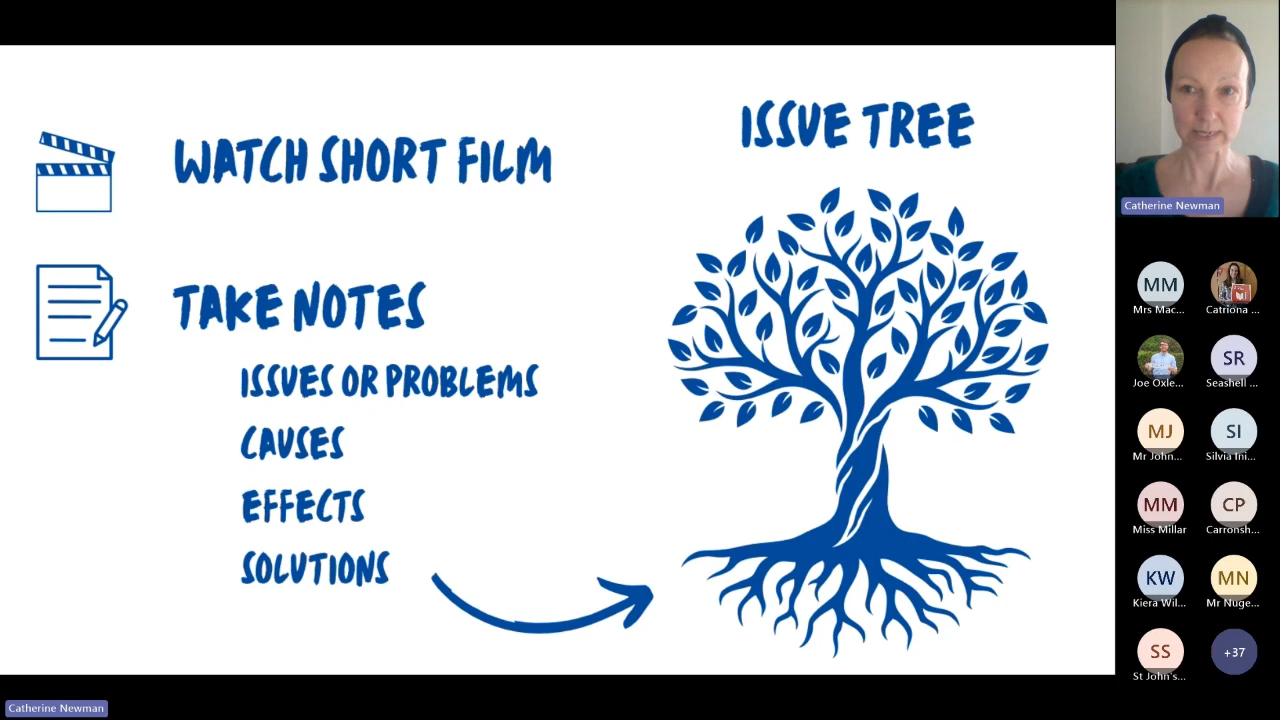 WATCH SHORT FILM
TAKE NOTES
ISSUES OR PROBLEMS
CAUSES
EFFECTS
SOLUTIONS
ISSUE TREE
Catherine Newman
MM
Mrs Mac...
Catriona ...
Joe Oxle...
SR
Seashell ...
MJ
Mr John...
SI
Silvia Ini...
MM
Miss Millar
CP
Carronsh...
KW
Kiera Wil...
MN
Mr Nuge...
SS
St John's...
+37
Catherine Newman